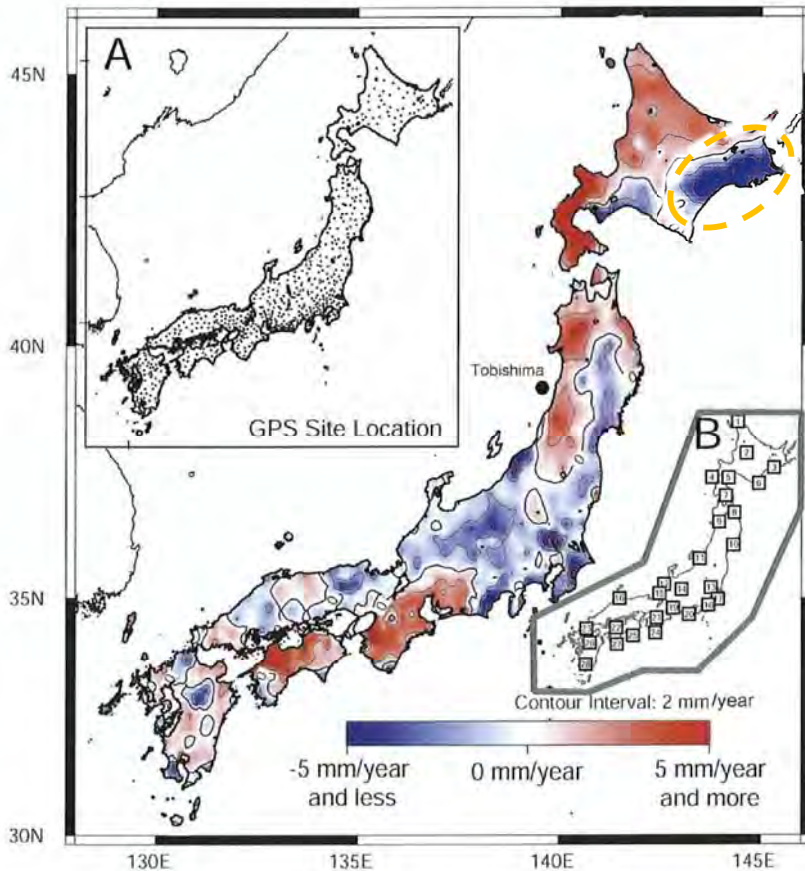 45N
A
40N
Tobishima
GPS Site Location
B
35N
Contour Interval: 2 mm/year
-5 mm/year
and less
0 mm/year
5 mm/year
and more
30N
130E
135E
140E
145E